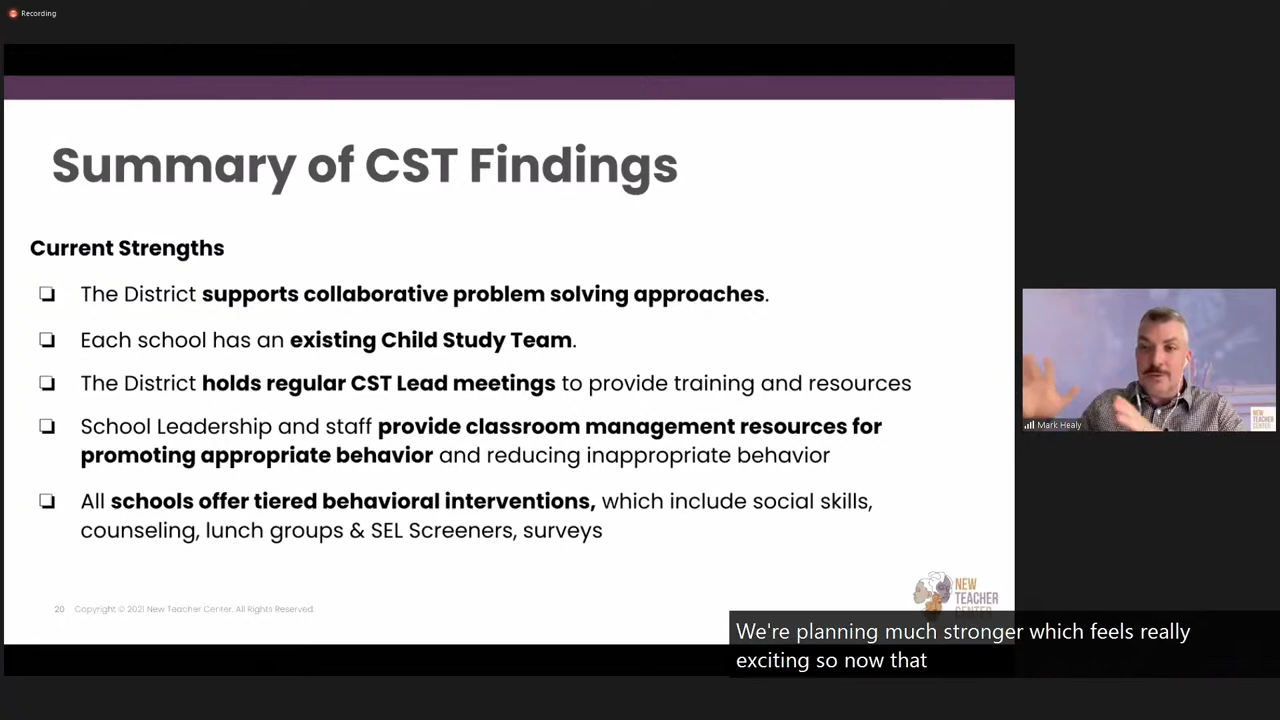 Recording
Summary of CST Findings
Current Strengths
❏ The District supports collaborative problem solving approaches.
❏ Each school has an existing Child Study Team.
❏ The District holds regular CST Lead meetings to provide training and resources
❏ School Leadership and staff provide classroom management resources for
promoting appropriate behavior and reducing inappropriate behavior
❏ All schools offer tiered behavioral interventions, which include social skills,
counseling, lunch groups & SEL Screeners, surveys
20 Copyright © 2021 New Teacher Center. All Rights Reserved.
NEW
TEACHER
CENTER
Mark Healy
NEW
TEACHER
CENTER
We're planning much stronger which feels really
exciting so now that